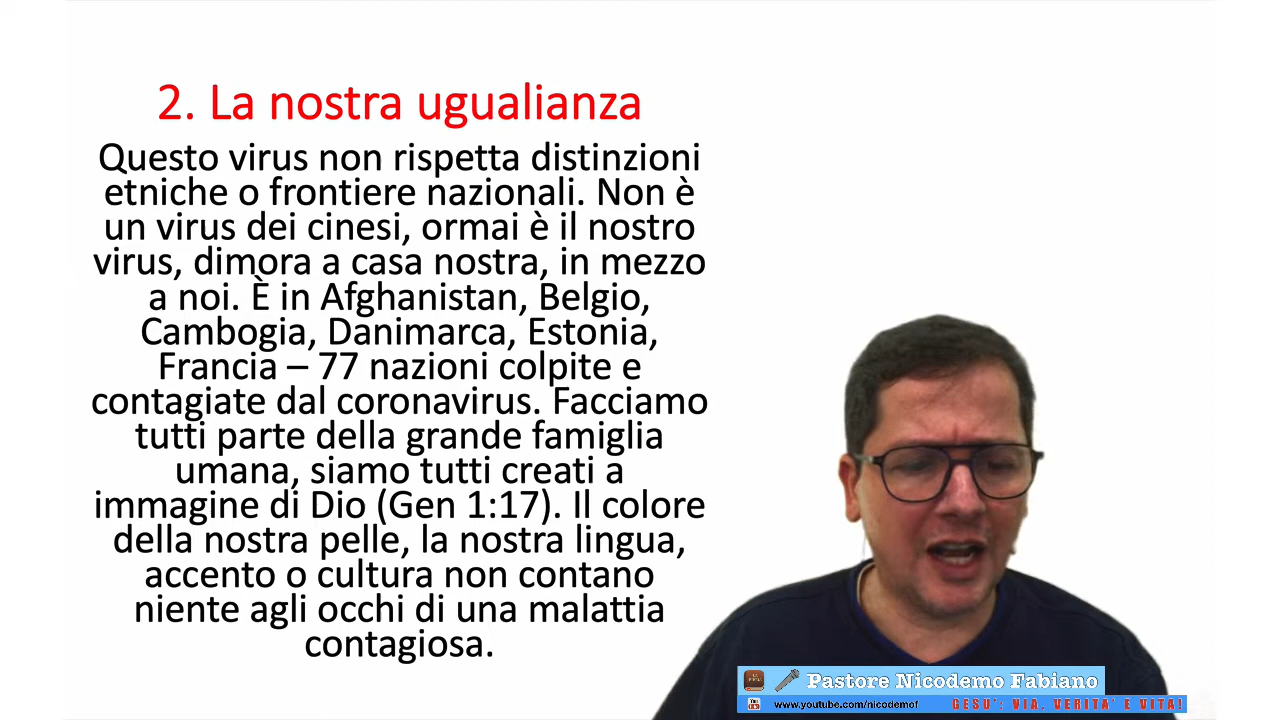 2. La nostra ugualianza
Questo virus non rispetta distinzioni
etniche o frontiere nazionali. Non è
un virus dei cinesi, ormai è il nostro
virus, dimora a casa nostra, in mezzo
a noi. È in Afghanistan, Belgio,
Cambogia, Danimarca, Estonia,
Francia – 77 nazioni colpite e
contagiate dal coronavirus. Facciamo
tutti parte della grande famiglia
umana, siamo tutti creati a
immagine di Dio (Gen 1:17). Il colore
della nostra pelle, la nostra lingua,
accento o cultura non contano
niente agli occhi di una malattia
contagiosa.
Pastore Nicodemo Fabiano
www.youtube.com/nicodemof GESU': VIA, VERITA' E VITA!